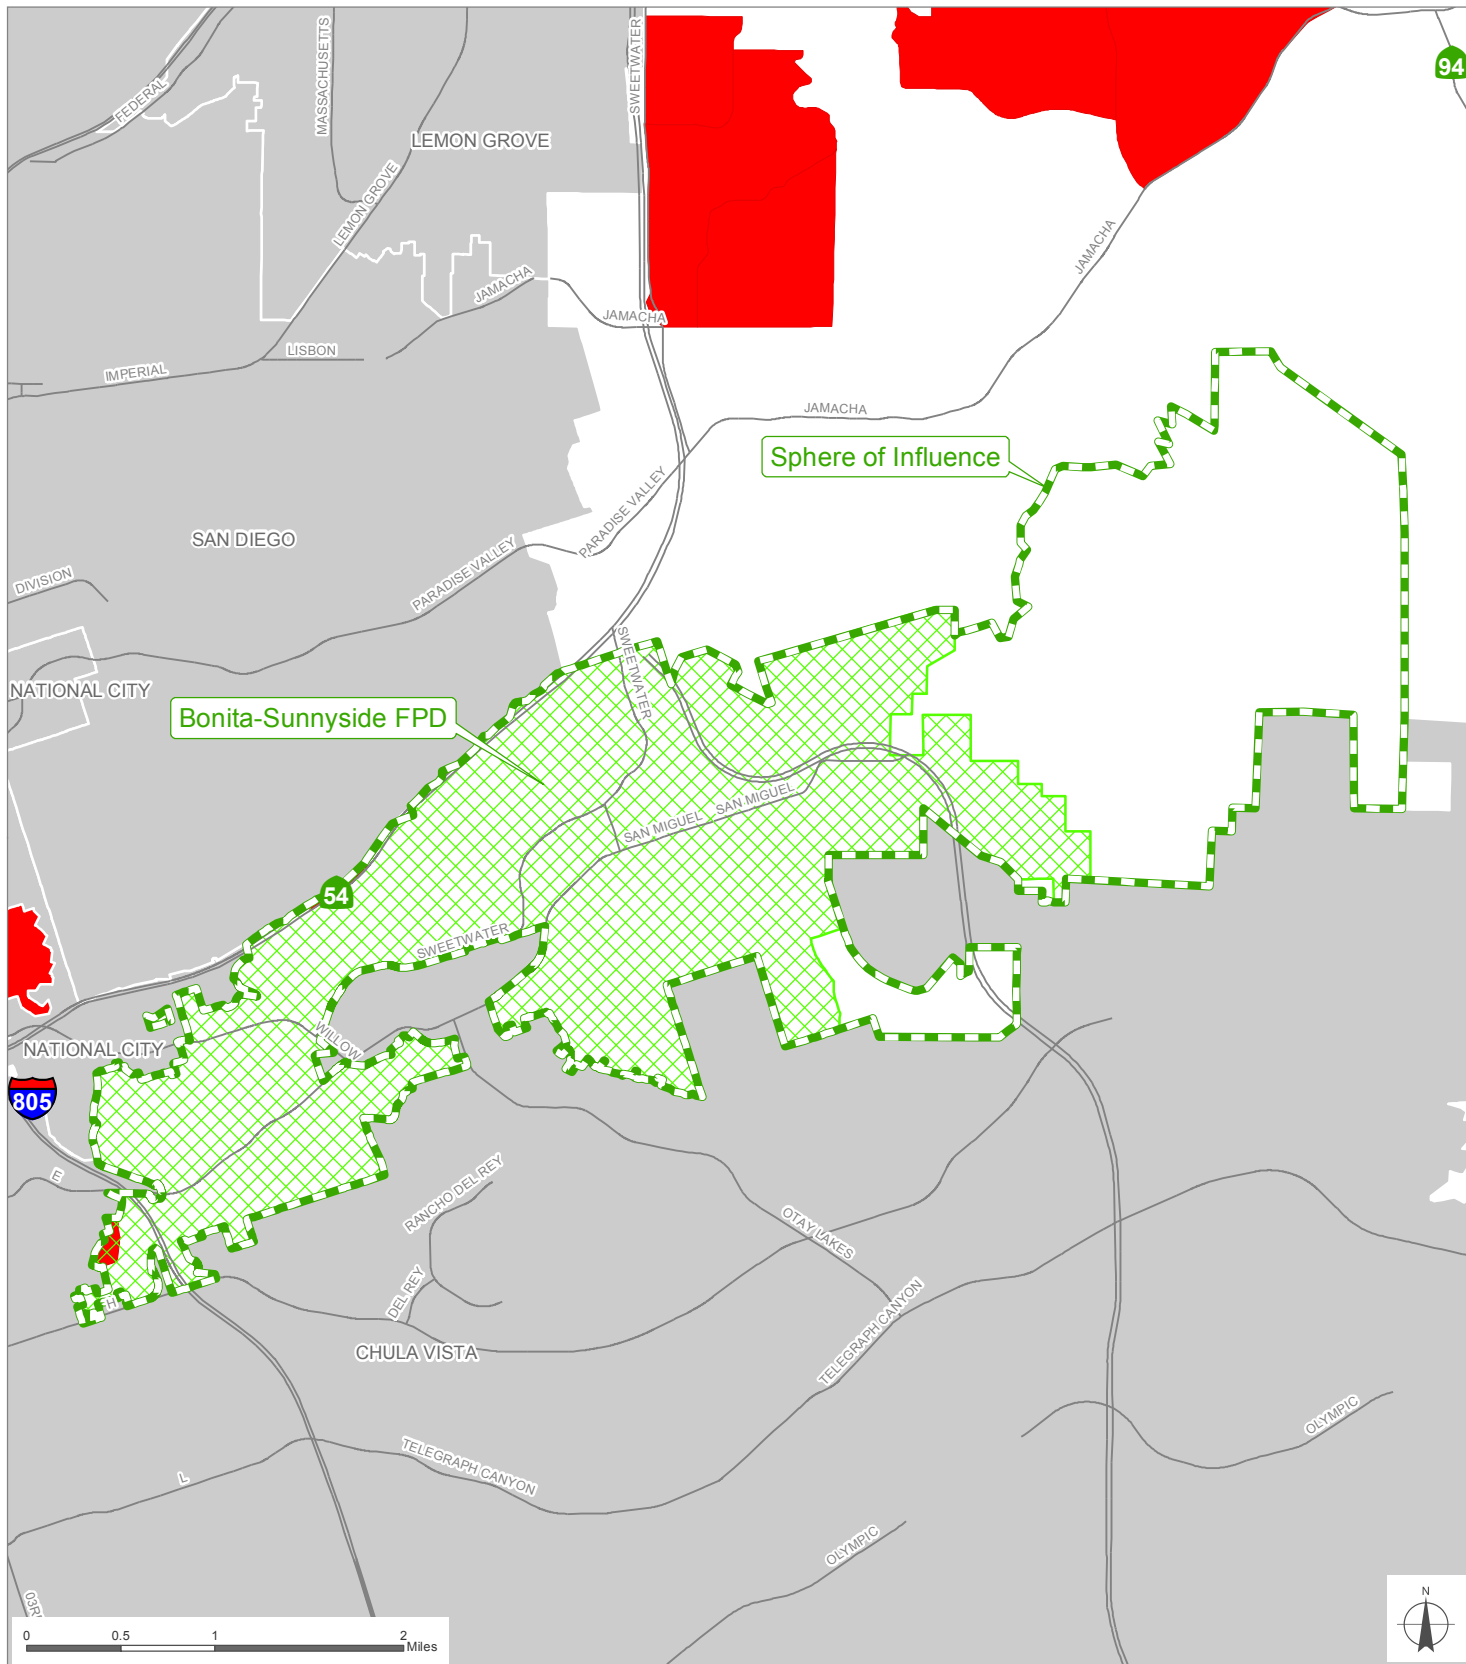 FEDERAL
MASSACHUSETTS
SWEETWATER
94
LEMON GROVE
LEMON GROVE
JAMACHA
JAMACHA
JAMACHA
LISBON
IMPERIAL
JAMACHA
Sphere of Influence
PARADISE VALLEY
SAN DIEGO
PARADISE VALLEY
DIVISION
SWEETWATER
NATIONAL CITY
Bonita-Sunnyside FPD
SAN MIGUEL
SAN MIGUEL
54
SWEETWATER
WILLOW
NATIONAL CITY
805
E
RANCHO DEL REY
OTAY LAKES
DEL REY
H
TELEGRAPH CANYON
CHULA VISTA
OLYMPIC
TELEGRAPH CANYON
L
OLYMPIC
N
0 0.5 1 2
Miles